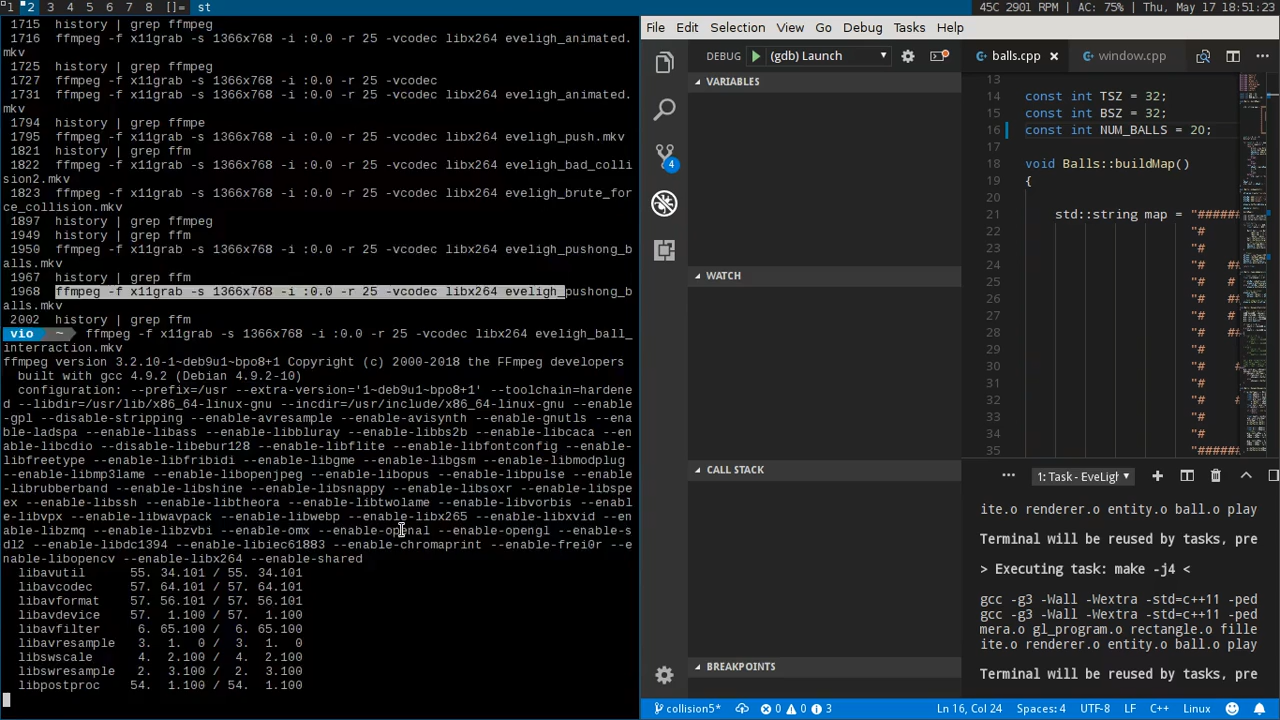 1 2 3 4 5 6 7 8 []= st 45C 2901 RPM | AC: 75% | Thu, May 17 18:51:23
1715 history | grep ffmpeg
1716 ffmpeg -f x11grab -s 1366x768 -i :0.0 -r 25 -vcodec libx264 eveligh_animated.
mkv
1725 history | grep ffmpeg
1727 ffmpeg -f x11grab -s 1366x768 -i :0.0 -r 25 -vcodec
1731 ffmpeg -f x11grab -s 1366x768 -i :0.0 -r 25 -vcodec libx264 eveligh_animated.
mkv
1794 history | grep ffmpe
1795 ffmpeg -f x11grab -s 1366x768 -i :0.0 -r 25 -vcodec libx264 eveligh_push.mkv
1821 history | grep ffm
1822 ffmpeg -f x11grab -s 1366x768 -i :0.0 -r 25 -vcodec libx264 eveligh_bad_colli
sion2.mkv
1823 ffmpeg -f x11grab -s 1366x768 -i :0.0 -r 25 -vcodec libx264 eveligh_brute_for
ce_collision.mkv
1897 history | grep ffmpeg
1949 history | grep ffm
1950 ffmpeg -f x11grab -s 1366x768 -i :0.0 -r 25 -vcodec libx264 eveligh_pushong_b
alls.mkv
1967 history | grep ffm
1968 ffmpeg -f x11grab -s 1366x768 -i :0.0 -r 25 -vcodec libx264 eveligh_pushong_b
alls.mkv
2002 history | grep ffm
vio ~ ffmpeg -f x11grab -s 1366x768 -i :0.0 -r 25 -vcodec libx264 eveligh_ball_
interraction.mkv
ffmpeg version 3.2.10-1~deb9u1~bpo8+1 Copyright (c) 2000-2018 the FFmpeg developers
built with gcc 4.9.2 (Debian 4.9.2-10)
configuration: --prefix=/usr --extra-version='1~deb9u1~bpo8+1' --toolchain=hardene
d --libdir=/usr/lib/x86_64-linux-gnu --incdir=/usr/include/x86_64-linux-gnu --enable
-gpl --disable-stripping --enable-avresample --enable-avisynth --enable-gnutls --ena
ble-ladspa --enable-libass --enable-libbluray --enable-libbs2b --enable-libcaca --en
able-libcdio --disable-libebur128 --enable-libflite --enable-libfontconfig --enable-
libfreetype --enable-libfribidi --enable-libgme --enable-libgsm --enable-libmodplug
--enable-libmp3lame --enable-libopenjpeg --enable-libopus --enable-libpulse --enable
-librubberband --enable-libshine --enable-libsnappy --enable-libsoxr --enable-libspe
ex --enable-libssh --enable-libtheora --enable-libtwolame --enable-libvorbis --enabl
e-libvpx --enable-libwavpack --enable-libwebp --enable-libx265 --enable-libxvid --en
able-libzmq --enable-libzvbi --enable-omx --enable-openal --enable-opengl --enable-s
dl2 --enable-libdc1394 --enable-libiec61883 --enable-chromaprint --enable-frei0r --e
nable-libopencv --enable-libx264 --enable-shared
libavutil 55. 34.101 / 55. 34.101
libavcodec 57. 64.101 / 57. 64.101
libavformat 57. 56.101 / 57. 56.101
libavdevice 57. 1.100 / 57. 1.100
libavfilter 6. 65.100 / 6. 65.100
libavresample 3. 1. 0 / 3. 1. 0
libswscale 4. 2.100 / 4. 2.100
libswresample 2. 3.100 / 2. 3.100
libpostproc 54. 1.100 / 54. 1.100
File Edit Selection View Go Debug Tasks Help
DEBUG (gdb) Launch
VARIABLES
4
WATCH
CALL STACK
BREAKPOINTS
balls.cpp window.cpp
13
14 const int TSZ = 32;
15 const int BSZ = 32;
16 const int NUM_BALLS = 20;
17
18 void Balls::buildMap()
19 {
20
21 std::string map = "######
22 "#
23 "#
24 "# ##
25 "# ##
26 "# ##
27 "# ##
28 "# ##
29 "#
30 "#
31 "# #
32 "# #
33 "#
34 "#
35 "######
1: Task - EveLigh
ite.o renderer.o entity.o ball.o play
Terminal will be reused by tasks, pre
> Executing task: make -j4 <
gcc -g3 -Wall -Wextra -std=c++11 -ped
gcc -g3 -Wall -Wextra -std=c++11 -ped
mera.o gl_program.o rectangle.o fille
ite.o renderer.o entity.o ball.o play
Terminal will be reused by tasks, pre
collision5* 0 0 3 Ln 16, Col 24 Spaces: 4 UTF-8 LF C++ Linux